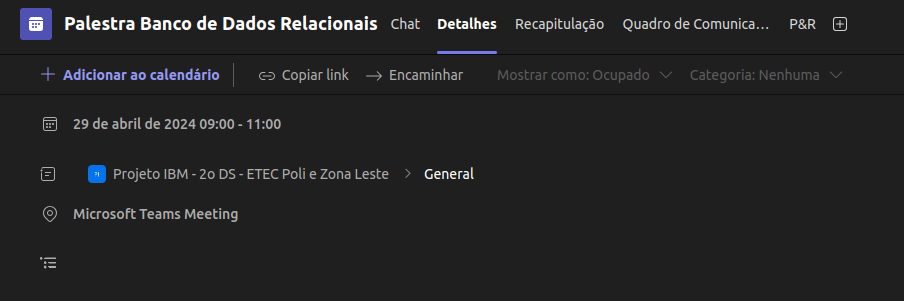 Palestra Banco de Dados Relacionais Chat Detalhes Recapitulação Quadro de Comunica... P&R
Adicionar ao calendário Copiar link Encaminhar Mostrar como: Ocupado Categoria: Nenhuma
29 de abril de 2024 09:00 - 11:00
Projeto IBM - 2o DS - ETEC Poli e Zona Leste > General
Microsoft Teams Meeting